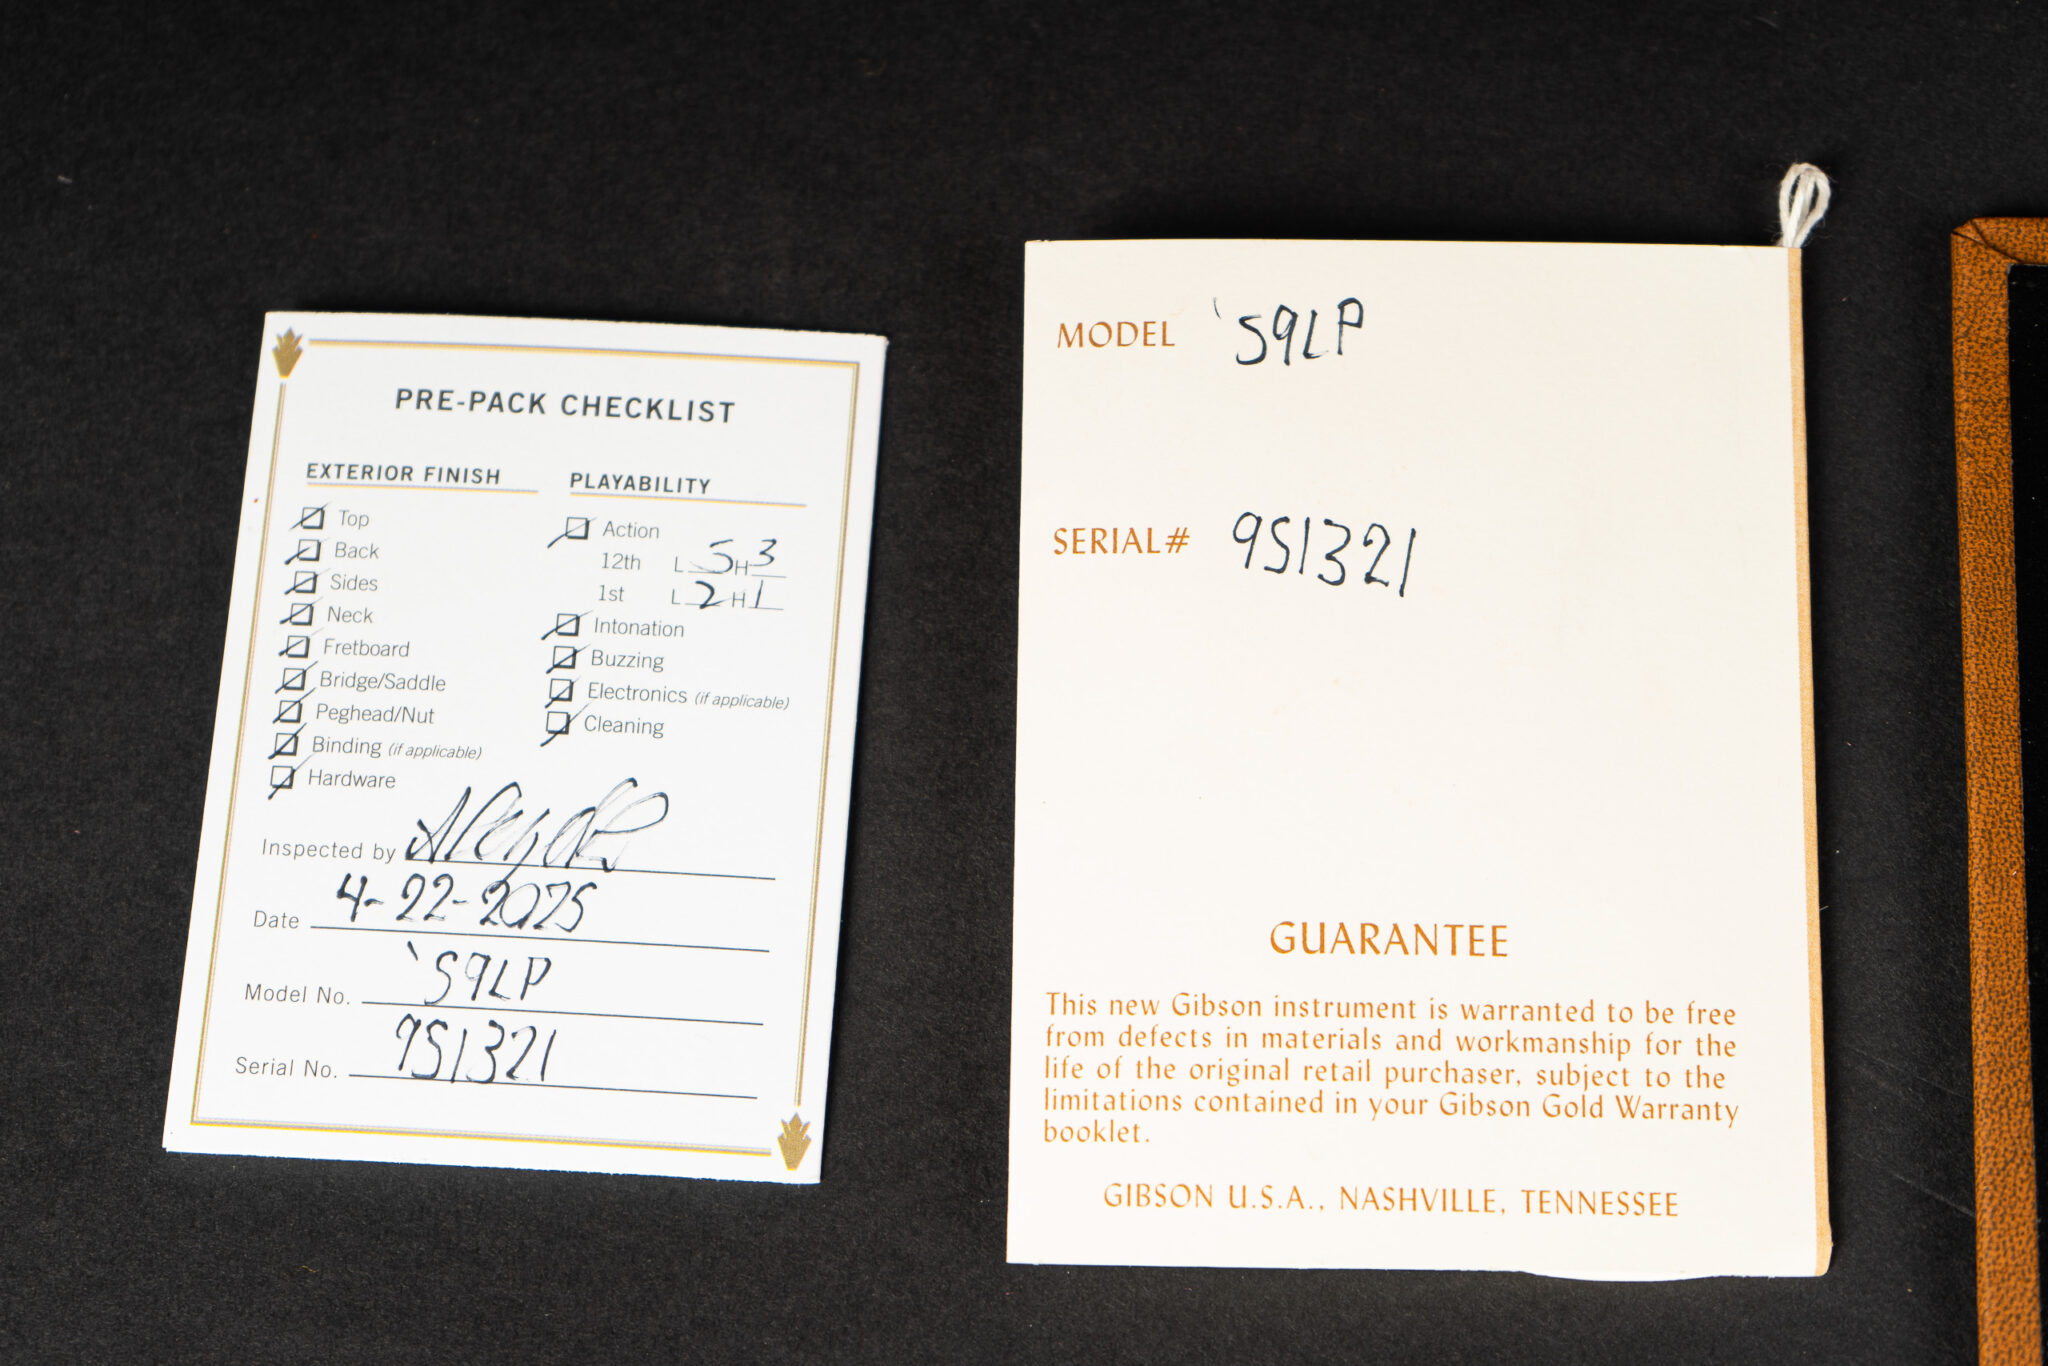 PRE-PACK CHECKLIST
EXTERIOR FINISH
Top
Back
Sides
Neck
Fretboard
Bridge/Saddle
Peghead/Nut
Binding (if applicable)
Hardware
PLAYABILITY
Action
12th L 5 H 3
1st L 2 H 1
Intonation
Buzzing
Electronics (if applicable)
Cleaning
Inspected by
Date 4-22-2025
Model No. '59LP
Serial No. 951321
MODEL '59LP
SERIAL# 951321
GUARANTEE
This new Gibson instrument is warranted to be free
from defects in materials and workmanship for the
life of the original retail purchaser, subject to the
limitations contained in your Gibson Gold Warranty
booklet.
GIBSON U.S.A., NASHVILLE, TENNESSEE